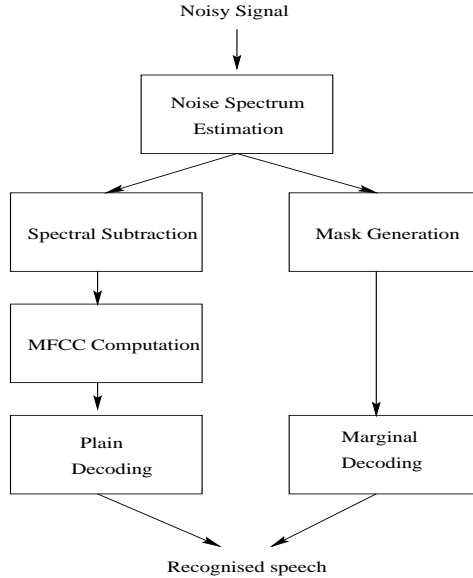 Noisy Signal
Noise Spectrum
Estimation
Spectral Subtraction
Mask Generation
MFCC Computation
Plain
Decoding
Marginal
Decoding
Recognised speech